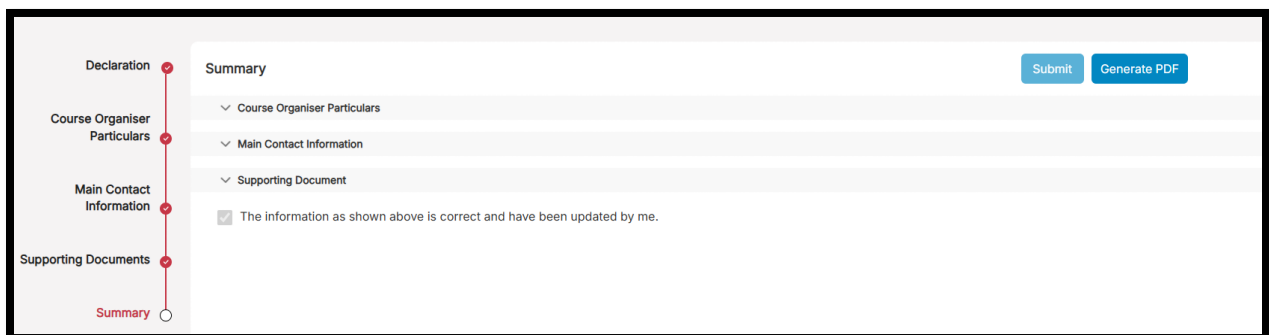 Declaration
Course Organiser
Particulars
Main Contact
Information
Supporting Documents
Summary
Summary
Submit
Generate PDF
Course Organiser Particulars
Main Contact Information
Supporting Document
The information as shown above is correct and have been updated by me.